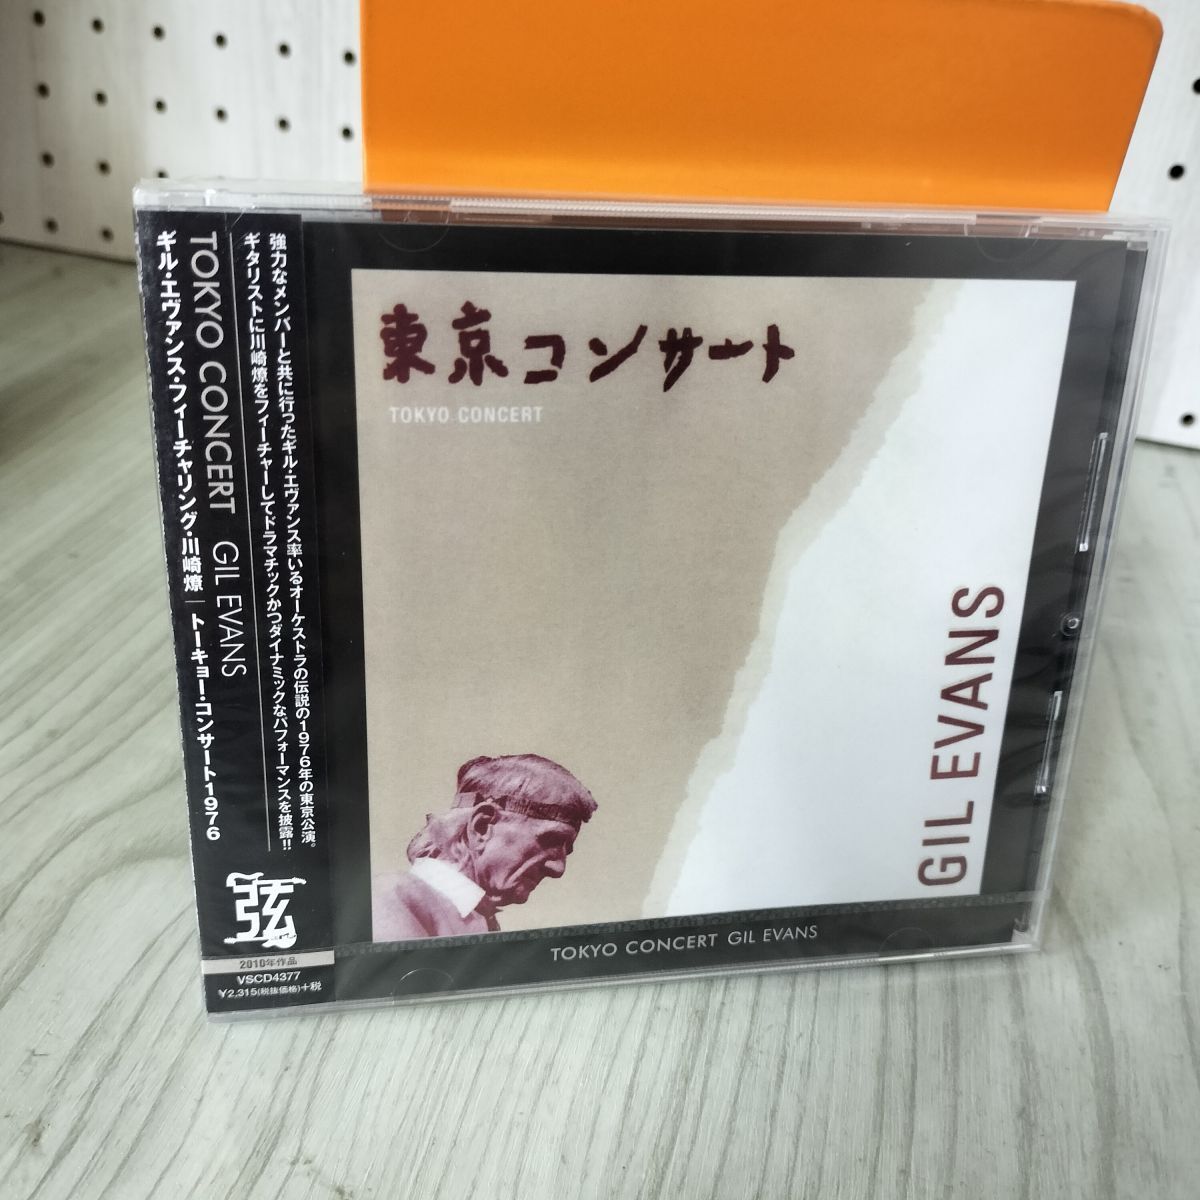 強力なメンバーと共に行ったギル・エヴァンス率いるオーケストラの伝説の1976年の東京公演。
ギタリストに川崎燎をフィーチャーしてドラマチックかつダイナミックなパフォーマンスを披露!!
TOKYO CONCERT GIL EVANS
ギル・エヴァンス・フィーチャリング・川崎燎｜トーキョー・コンサート1976
弦
2010年作品
VSCD4377
¥2,315(税抜価格)+税
東京コンサート
TOKYO CONCERT
GIL EVANS
TOKYO CONCERT GIL EVANS